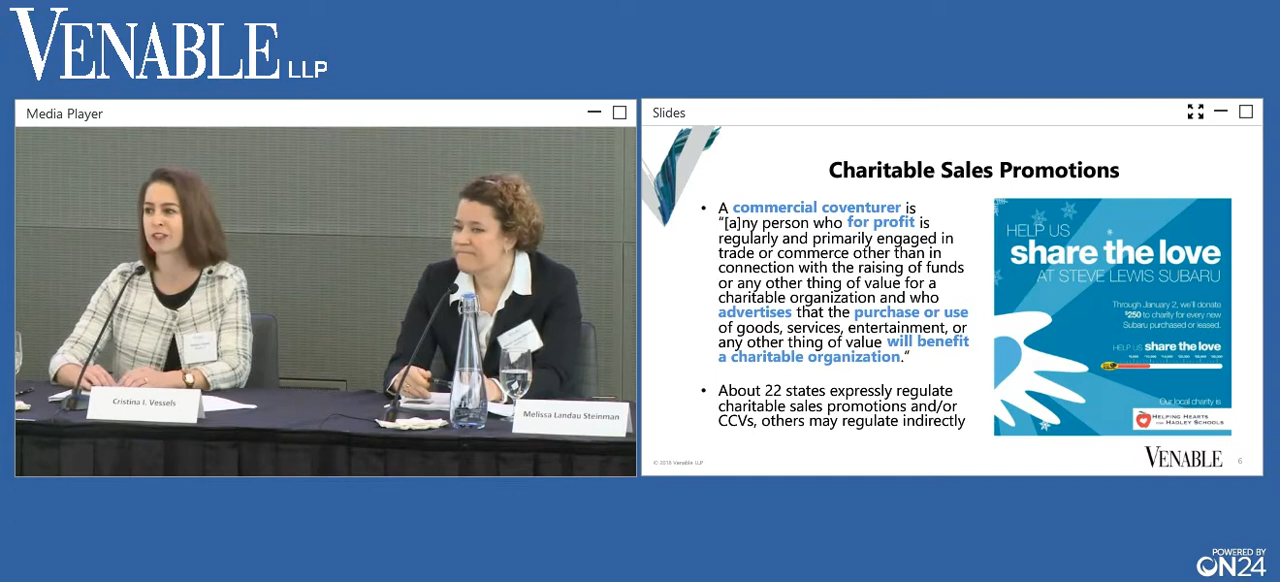 VENABLE LLP
Media Player
Slides
Cristina J. Vessels
Melissa Landau Steinman
Charitable Sales Promotions
• A commercial coventurer is
“[a]ny person who for profit is
regularly and primarily engaged in
trade or commerce other than in
connection with the raising of funds
or any other thing of value for a
charitable organization and who
advertises that the purchase or use
of goods, services, entertainment, or
any other thing of value will benefit
a charitable organization.”
• About 22 states expressly regulate
charitable sales promotions and/or
CCVs, others may regulate indirectly
HELP US
share the love
AT STEVE LEWIS SUBARU
Through January 2, we'll donate
$250 to charity for every new
Subaru purchased or leased.
HELP US share the love
Our local charity is
HELPING HEARTS
FOR HADLEY SCHOOLS
© 2018 Venable LLP
VENABLE
6
POWERED BY
ON24